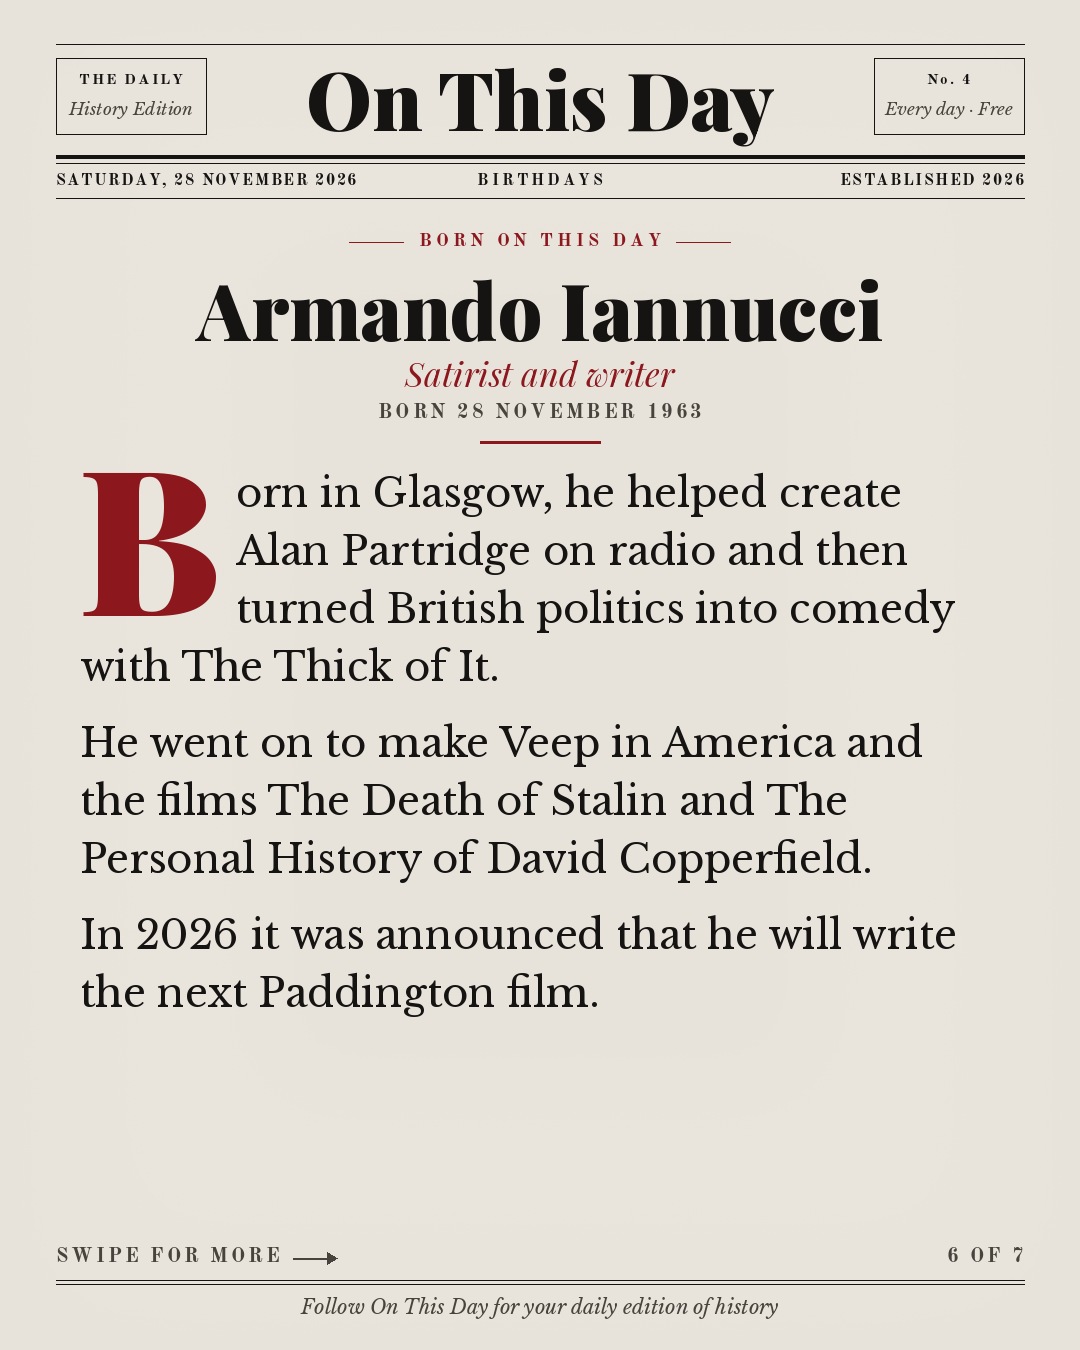 THE DAILY
History Edition
On This Day
No. 4
Every day · Free
SATURDAY, 28 NOVEMBER 2026
BIRTHDAYS
ESTABLISHED 2026
BORN ON THIS DAY
Armando Iannucci
Satirist and writer
BORN 28 NOVEMBER 1963
Born in Glasgow, he helped create
Alan Partridge on radio and then
turned British politics into comedy
with The Thick of It.
He went on to make Veep in America and
the films The Death of Stalin and The
Personal History of David Copperfield.
In 2026 it was announced that he will write
the next Paddington film.
SWIPE FOR MORE
6 OF 7
Follow On This Day for your daily edition of history